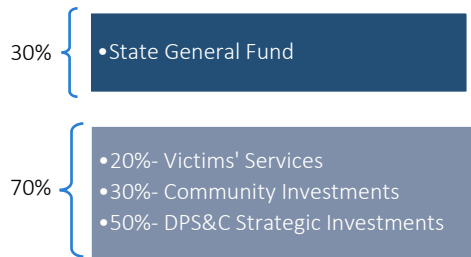 30%
•State General Fund
70%
•20%- Victims' Services
•30%- Community Investments
•50%- DPS&C Strategic Investments